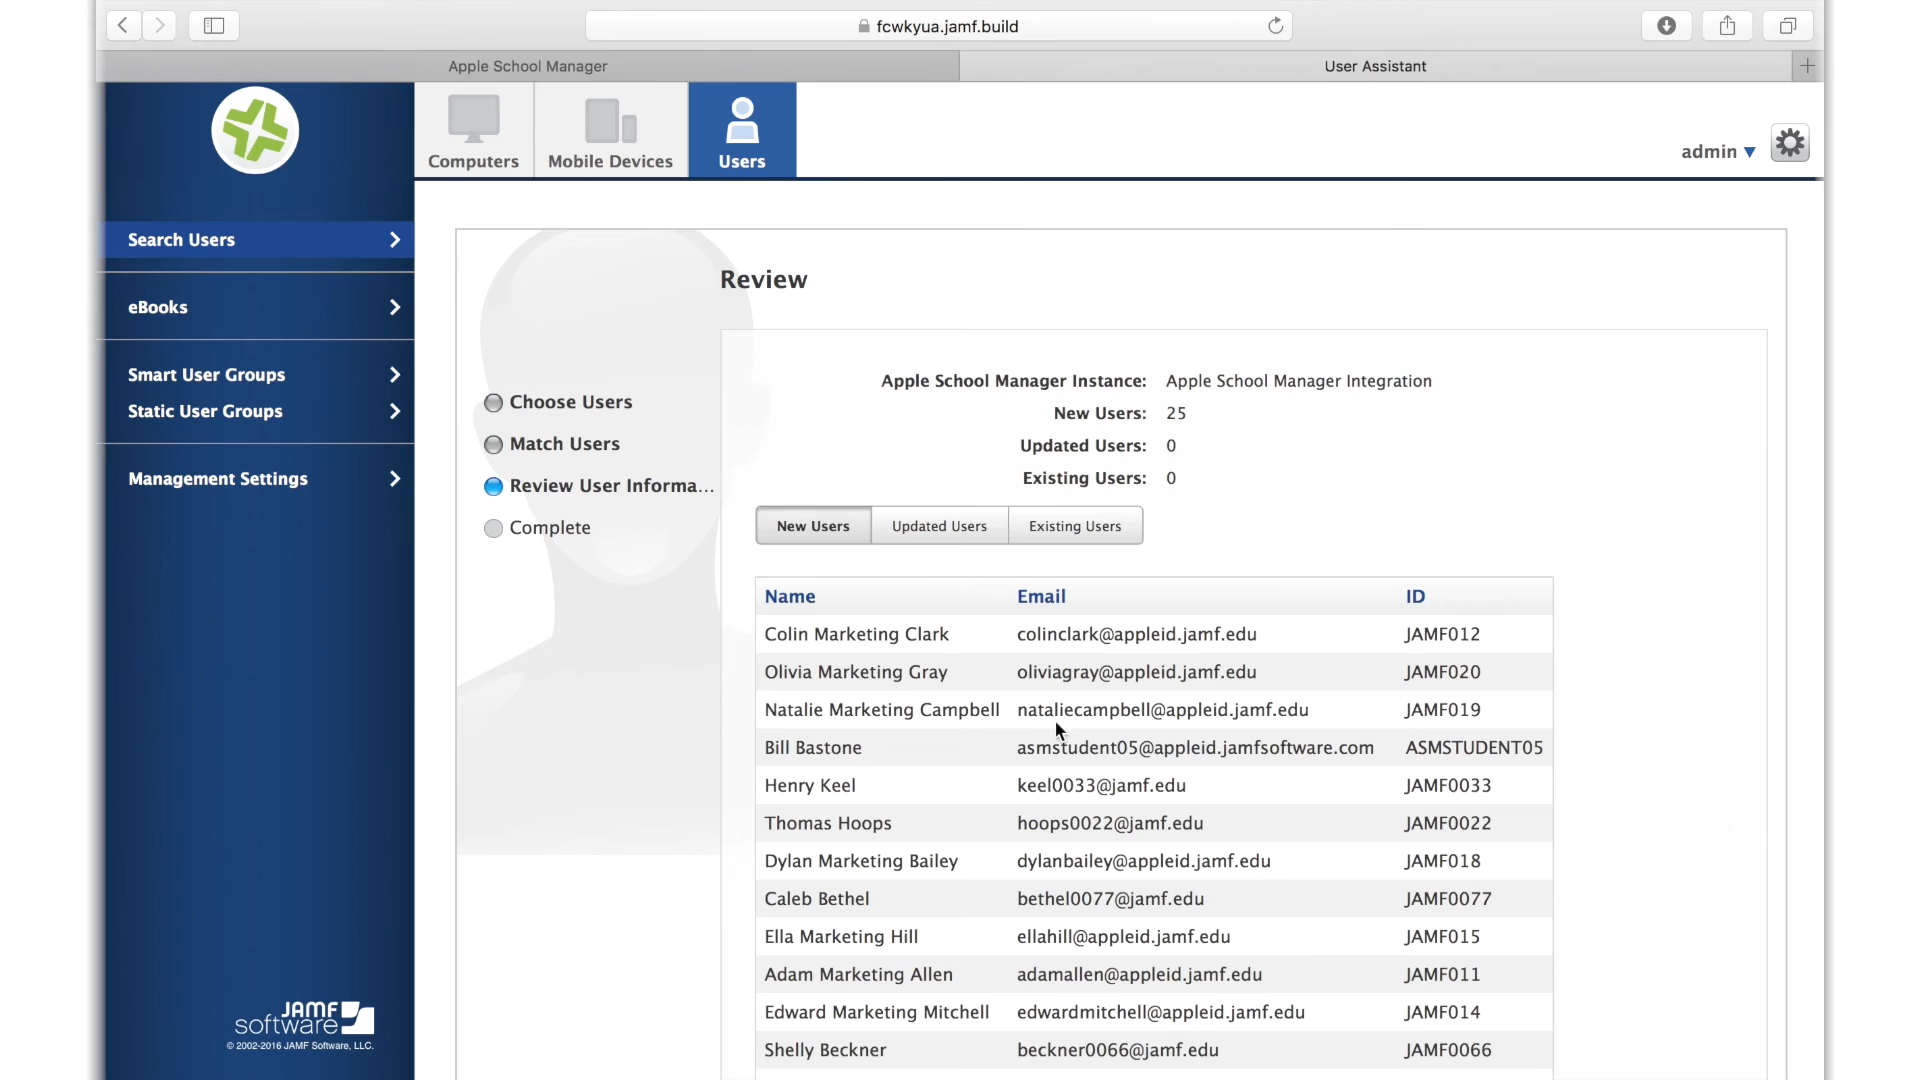 fcwkyua.jamf.build
Apple School Manager
User Assistant
Computers
Mobile Devices
Users
admin ▼
Search Users
eBooks
Smart User Groups
Static User Groups
Management Settings
JAMF
software
© 2002-2016 JAMF Software, LLC.
Choose Users
Match Users
Review User Informa...
Complete
Review
Apple School Manager Instance: Apple School Manager Integration
New Users: 25
Updated Users: 0
Existing Users: 0
New Users Updated Users Existing Users
Name Email ID
Colin Marketing Clark colinclark@appleid.jamf.edu JAMF012
Olivia Marketing Gray oliviagray@appleid.jamf.edu JAMF020
Natalie Marketing Campbell nataliecampbell@appleid.jamf.edu JAMF019
Bill Bastone asmstudent05@appleid.jamfsoftware.com ASMSTUDENT05
Henry Keel keel0033@jamf.edu JAMF0033
Thomas Hoops hoops0022@jamf.edu JAMF0022
Dylan Marketing Bailey dylanbailey@appleid.jamf.edu JAMF018
Caleb Bethel bethel0077@jamf.edu JAMF0077
Ella Marketing Hill ellahill@appleid.jamf.edu JAMF015
Adam Marketing Allen adamallen@appleid.jamf.edu JAMF011
Edward Marketing Mitchell edwardmitchell@appleid.jamf.edu JAMF014
Shelly Beckner beckner0066@jamf.edu JAMF0066